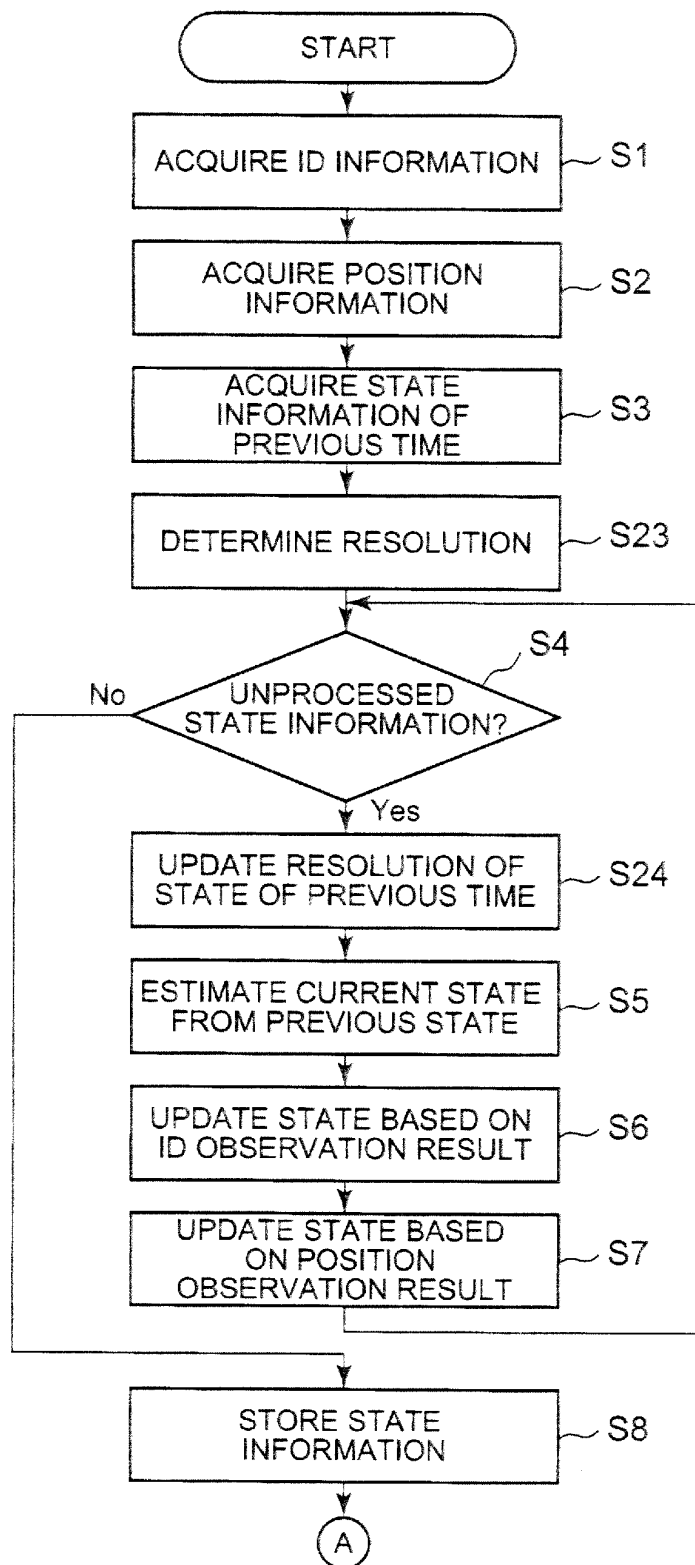 START
ACQUIRE ID INFORMATION
S1
ACQUIRE POSITION
INFORMATION
S2
ACQUIRE STATE
INFORMATION OF
PREVIOUS TIME
S3
DETERMINE RESOLUTION
S23
S4
UNPROCESSED
STATE INFORMATION?
No
Yes
UPDATE RESOLUTION OF
STATE OF PREVIOUS TIME
S24
ESTIMATE CURRENT STATE
FROM PREVIOUS STATE
S5
UPDATE STATE BASED ON
ID OBSERVATION RESULT
S6
UPDATE STATE BASED
ON POSITION
OBSERVATION RESULT
S7
STORE STATE
INFORMATION
S8
A